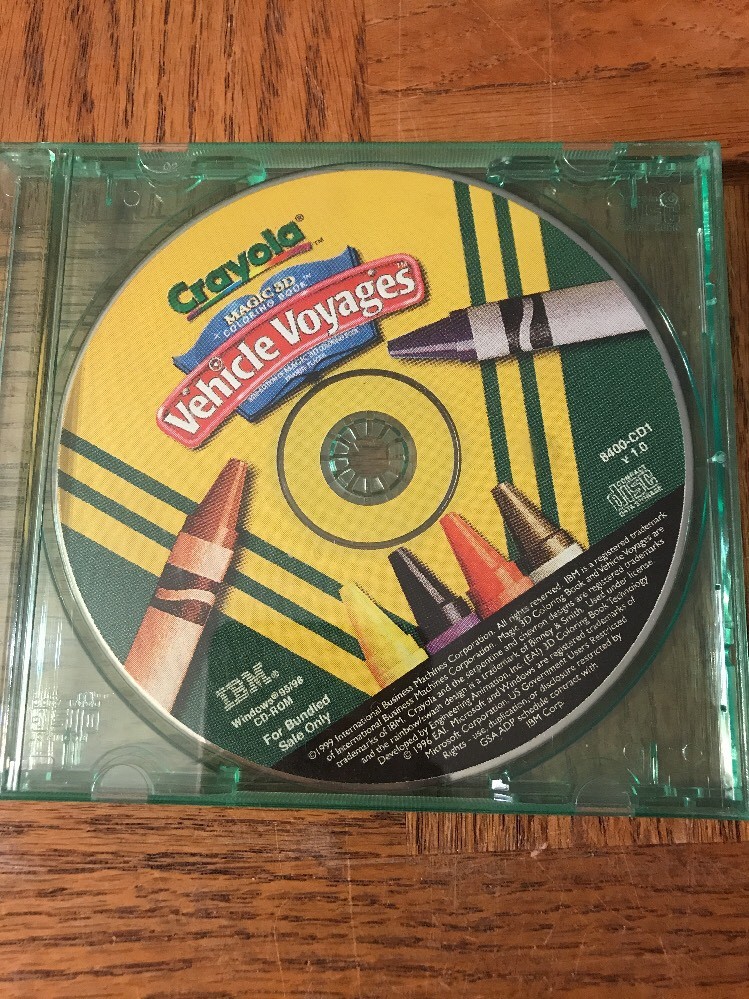 Crayola®™
MAGIC 3D™
COLORING BOOK
Vehicle Voyages™
8400-CD1
V 1.0
COMPACT
disc
DATA STORAGE
IBM®
Windows® 95/98
CD-ROM
For Bundled
Sale Only
©1999 International Business Machines Corporation. All rights reserved. IBM is a registered trademark
of International Business Machines Corporation. Magic 3D Coloring Book and Vehicle Voyages are
trademarks of IBM. Crayola and the serpentine and chevron designs are registered trademarks
and the rainbow/swash design is a trademark of Binney & Smith. Used under license.
Developed by Engineering Animation, Inc (EAI) 3D Coloring Book Technology
© 1996 EAI. Microsoft and Windows are registered trademarks of
Microsoft Corporation. US Government Users Restricted
Rights - use, duplication, or disclosure restricted by
GSA ADP schedule contract with
IBM Corp.